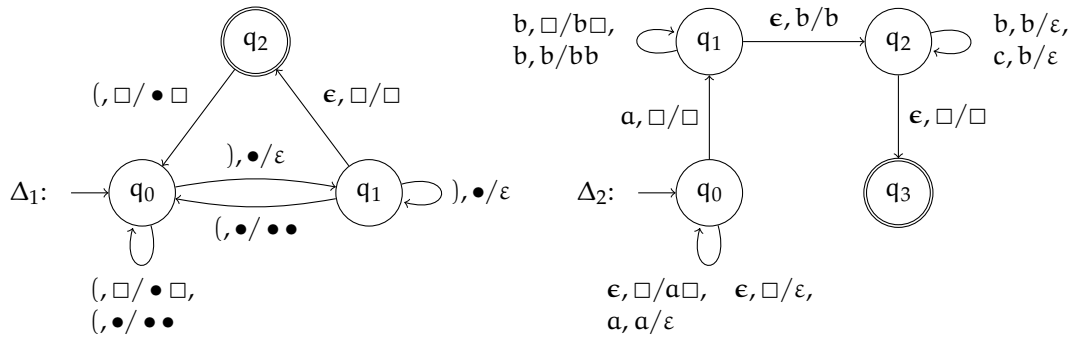 q₂
(, □/ • □
ϵ, □/□
), •/ε
Δ₁:
q₀
q₁
), •/ε
(, •/ • •
(, □/ • □,
(, •/ • •
b, □/b□,
b, b/bb
q₁
ϵ, b/b
q₂
b, b/ε,
c, b/ε
a, □/□
ϵ, □/□
Δ₂:
q₀
q₃
ϵ, □/a□, ϵ, □/ε,
a, a/ε